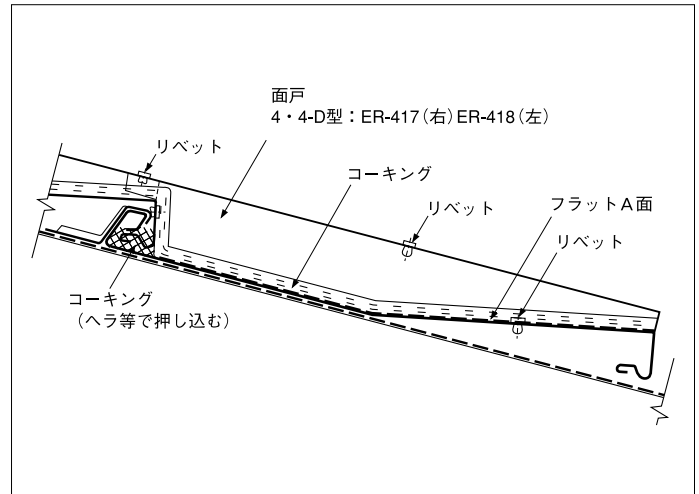 面戸
4・4-D型：ER-417（右）ER-418（左）
リベット
コーキング
リベット
フラットA面
リベット
コーキング
（ヘラ等で押し込む）